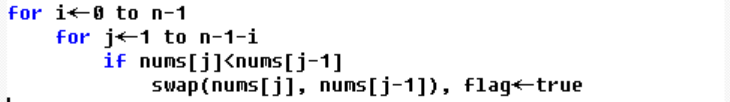 for i←0 to n-1
for j←1 to n-1-i
if nums[j]<nums[j-1]
swap(nums[j], nums[j-1]), flag←true